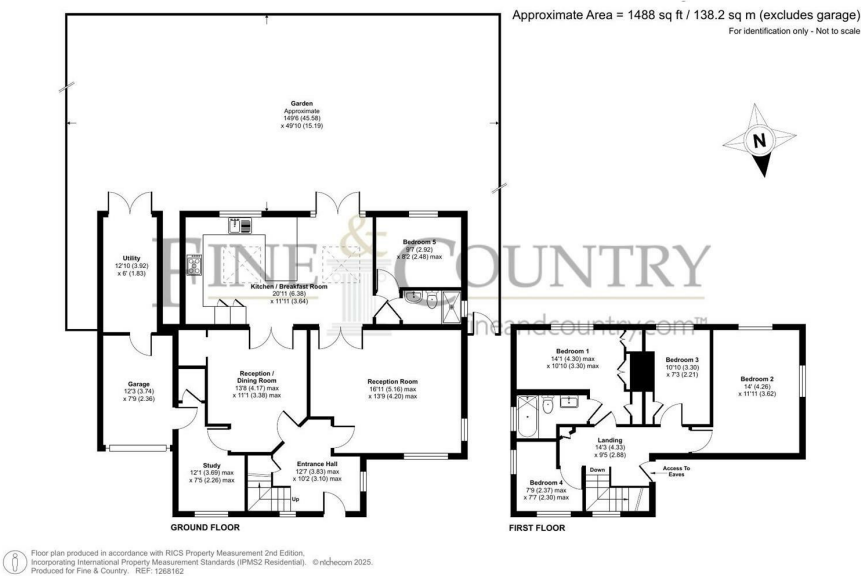 Approximate Area = 1488 sq ft / 138.2 sq m (excludes garage)
For identification only - Not to scale
Garden
Approximate
149'6 (45.58)
x 49'10 (15.19)
N
Utility
12'10 (3.92)
x 6' (1.83)
Kitchen / Breakfast Room
20'11 (6.38)
x 11'11 (3.64)
Bedroom 5
9'7 (2.92)
x 8'2 (2.48) max
FINE & COUNTRY
fineandcountry.com™
Garage
12'3 (3.74)
x 7'9 (2.36)
Reception /
Dining Room
13'8 (4.17) max
x 11'1 (3.38) max
Reception Room
16'11 (5.16) max
x 13'9 (4.20) max
Study
12'1 (3.69) max
x 7'5 (2.26) max
Entrance Hall
12'7 (3.83) max
x 10'2 (3.10) max
Up
GROUND FLOOR
Bedroom 1
14'1 (4.30) max
x 10'10 (3.30) max
Bedroom 3
10'10 (3.30)
x 7'3 (2.21)
Bedroom 2
14' (4.26)
x 11'11 (3.62)
Landing
14'3 (4.33)
x 9'5 (2.88)
Down
Access To
Eaves
Bedroom 4
7'9 (2.37) max
x 7'7 (2.30) max
FIRST FLOOR
Floor plan produced in accordance with RICS Property Measurement 2nd Edition,
Incorporating International Property Measurement Standards (IPMS2 Residential). © nichecom 2025.
Produced for Fine & Country. REF: 1268162